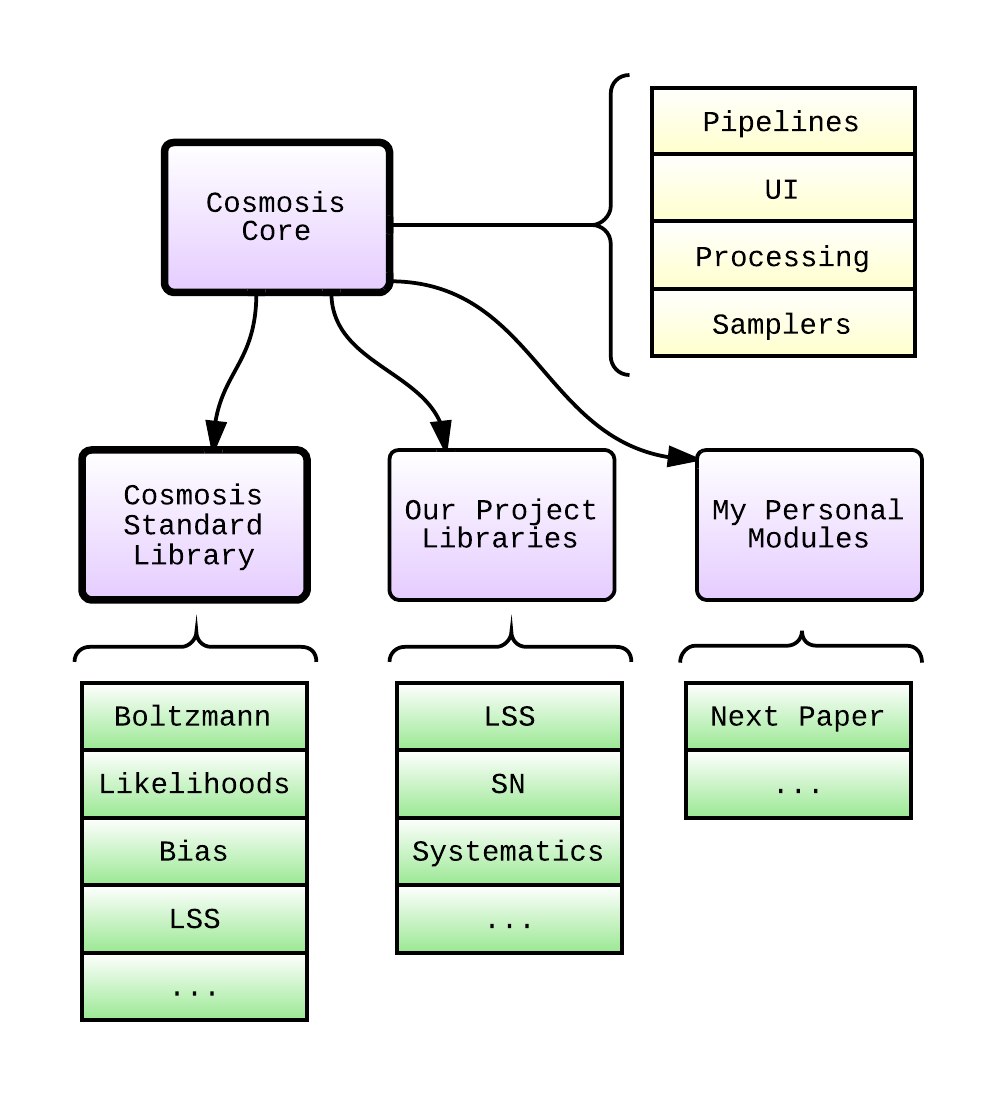 Cosmosis
Core
Pipelines
UI
Processing
Samplers
Cosmosis
Standard
Library
Our Project
Libraries
My Personal
Modules
Boltzmann
Likelihoods
Bias
LSS
...
LSS
SN
Systematics
...
Next Paper
...